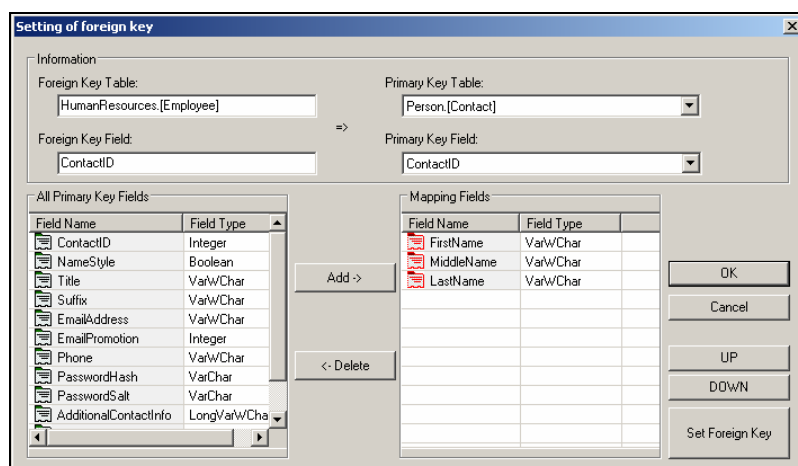 Setting of foreign key
Information
Foreign Key Table:
Primary Key Table:
HumanResources.[Employee]
Person.[Contact]
=>
Foreign Key Field:
Primary Key Field:
ContactID
ContactID
All Primary Key Fields
Field Name Field Type
ContactID Integer
NameStyle Boolean
Title VarWChar
Suffix VarWChar
EmailAddress VarWChar
EmailPromotion Integer
Phone VarWChar
PasswordHash VarChar
PasswordSalt VarChar
AdditionalContactInfo LongVarWCha
Add ->
<- Delete
Mapping Fields
Field Name Field Type
FirstName VarWChar
MiddleName VarWChar
LastName VarWChar
OK
Cancel
UP
DOWN
Set Foreign Key